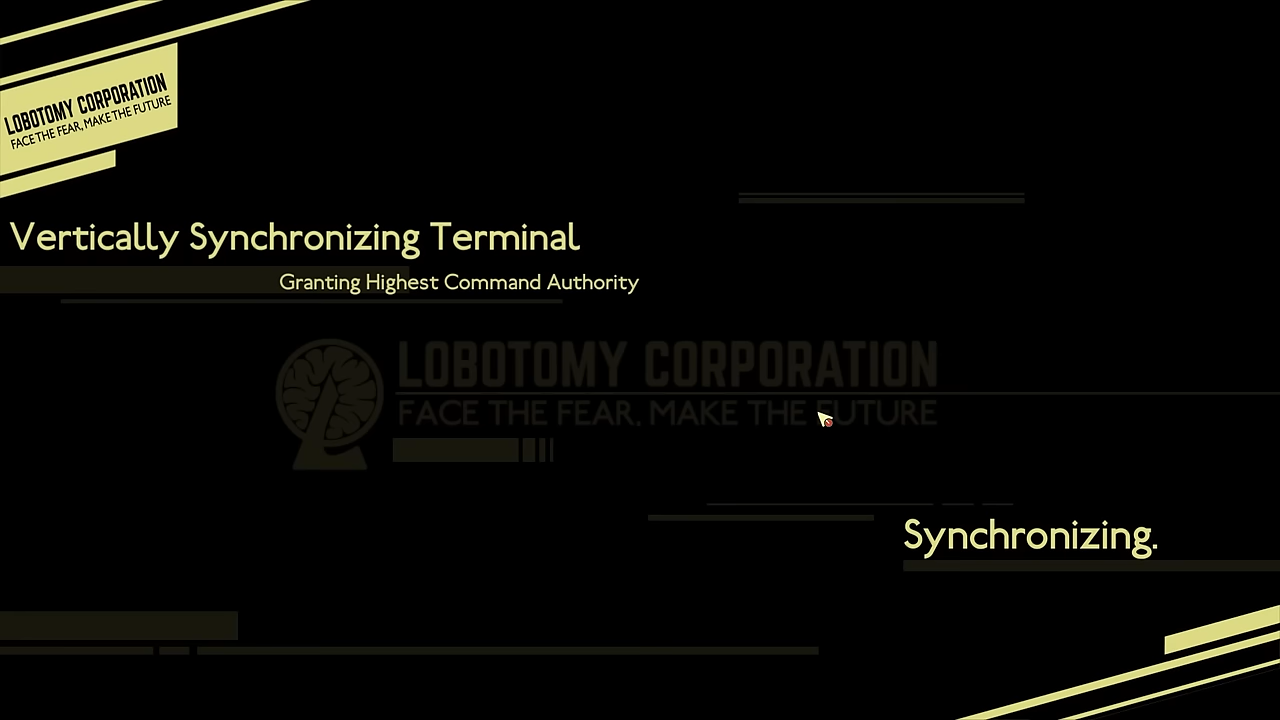 LOBOTOMY CORPORATION
FACE THE FEAR, MAKE THE FUTURE
Vertically Synchronizing Terminal
Granting Highest Command Authority
LOBOTOMY CORPORATION
FACE THE FEAR, MAKE THE FUTURE
Synchronizing.